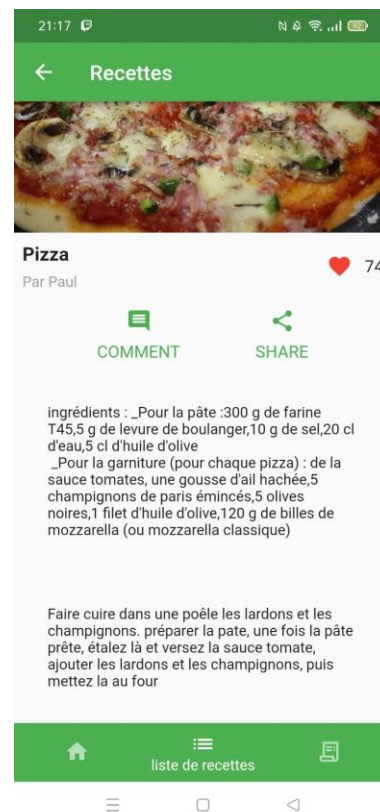 21:17
Recettes
Pizza
74
Par Paul
COMMENT
SHARE
ingrédients : _Pour la pâte :300 g de farine
T45,5 g de levure de boulanger,10 g de sel,20 cl
d'eau,5 cl d'huile d'olive
_Pour la garniture (pour chaque pizza) : de la
sauce tomates, une gousse d'ail hachée,5
champignons de paris émincés,5 olives
noires,1 filet d'huile d'olive,120 g de billes de
mozzarella (ou mozzarella classique)
Faire cuire dans une poêle les lardons et les
champignons. préparer la pate, une fois la pâte
prête, étalez là et versez la sauce tomate,
ajouter les lardons et les champignons, puis
mettez la au four
liste de recettes